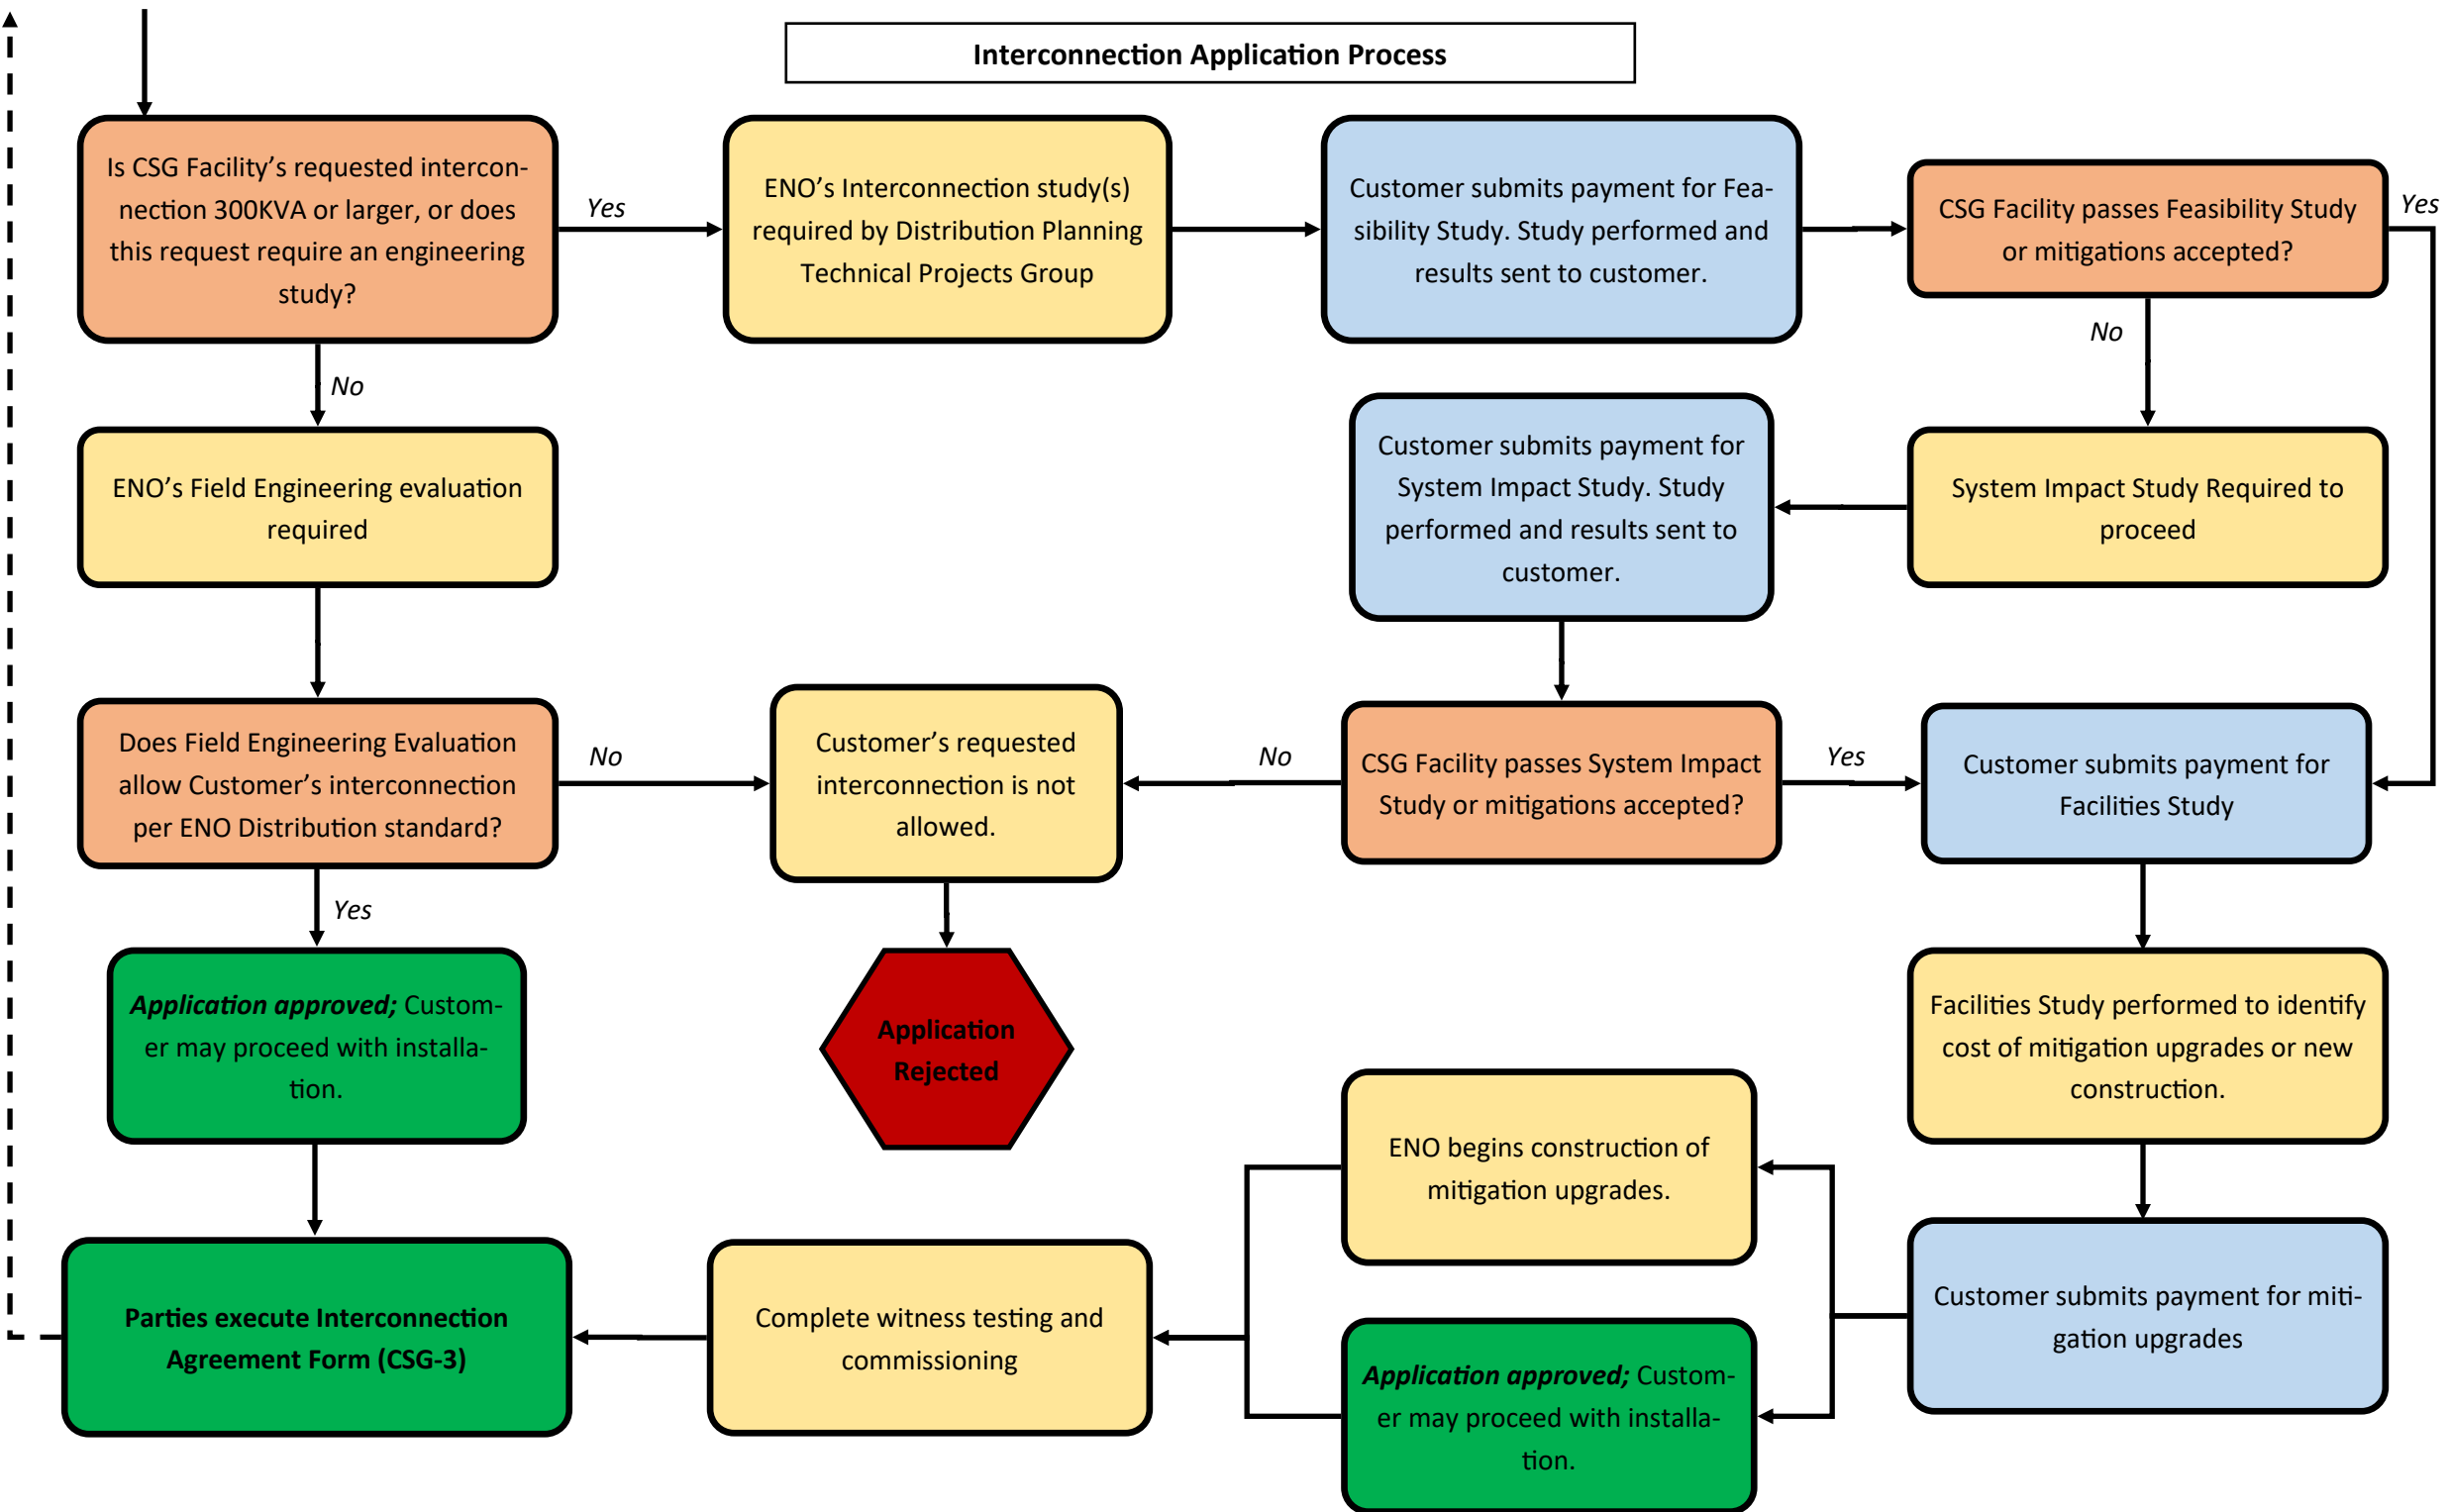 Interconnection Application Process
Is CSG Facility’s requested intercon-
nection 300KVA or larger, or does
this request require an engineering
study?
Yes
ENO’s Interconnection study(s)
required by Distribution Planning
Technical Projects Group
Customer submits payment for Fea-
sibility Study. Study performed and
results sent to customer.
CSG Facility passes Feasibility Study
or mitigations accepted?
Yes
No
No
ENO’s Field Engineering evaluation
required
Customer submits payment for
System Impact Study. Study
performed and results sent to
customer.
System Impact Study Required to
proceed
Does Field Engineering Evaluation
allow Customer’s interconnection
per ENO Distribution standard?
No
Customer’s requested
interconnection is not
allowed.
No
CSG Facility passes System Impact
Study or mitigations accepted?
Yes
Customer submits payment for
Facilities Study
Yes
Application approved; Custom-
er may proceed with installa-
tion.
Application
Rejected
Facilities Study performed to identify
cost of mitigation upgrades or new
construction.
ENO begins construction of
mitigation upgrades.
Parties execute Interconnection
Agreement Form (CSG-3)
Complete witness testing and
commissioning
Customer submits payment for miti-
gation upgrades
Application approved; Custom-
er may proceed with installa-
tion.